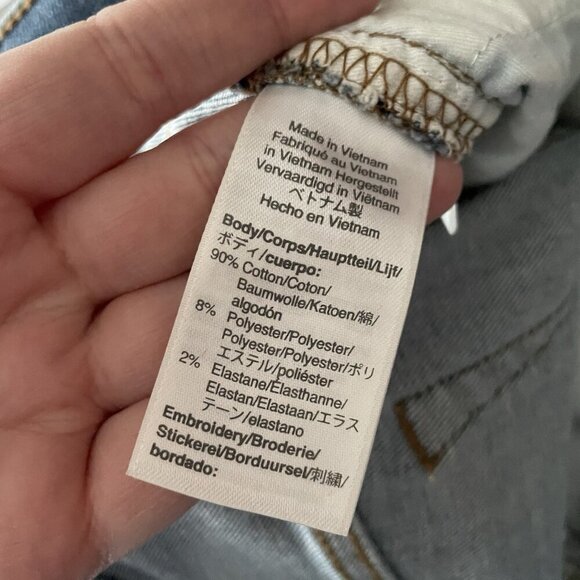 Made in Vietnam
Fabriqué au Vietnam
in Vietnam Hergestellt
Vervaardigd in Viëtnam
ベトナム製
Hecho en Vietnam
Body/Corps/Hauptteil/Lijf/
ボディ/cuerpo:
90% Cotton/Coton/
Baumwolle/Katoen/綿/
algodón
8% Polyester/Polyester/
Polyester/Polyester/ポリ
エステル/poliéster
2% Elastane/Élasthanne/
Elastan/Elastaan/エラス
テーン/elastano
Embroidery/Broderie/
Stickerei/Borduursel/刺繍/
bordado: